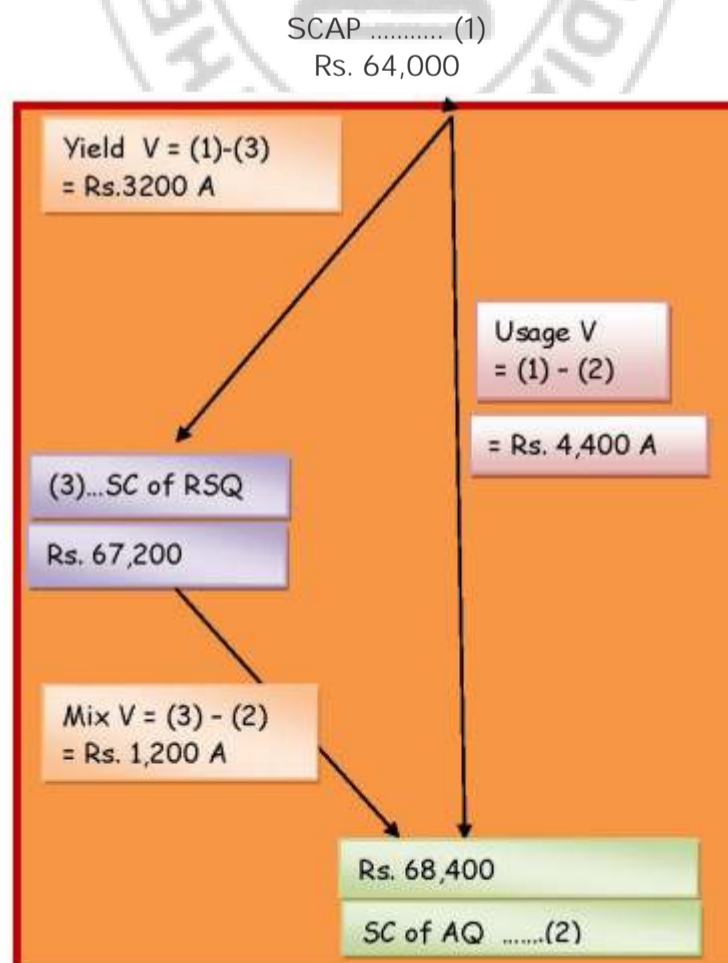 SCAP ........... (1)
Rs. 64,000
Yield V = (1)-(3)
= Rs.3200 A
Usage V
= (1) - (2)
= Rs. 4,400 A
(3)...SC of RSQ
Rs. 67,200
Mix V = (3) - (2)
= Rs. 1,200 A
Rs. 68,400
SC of AQ .......(2)